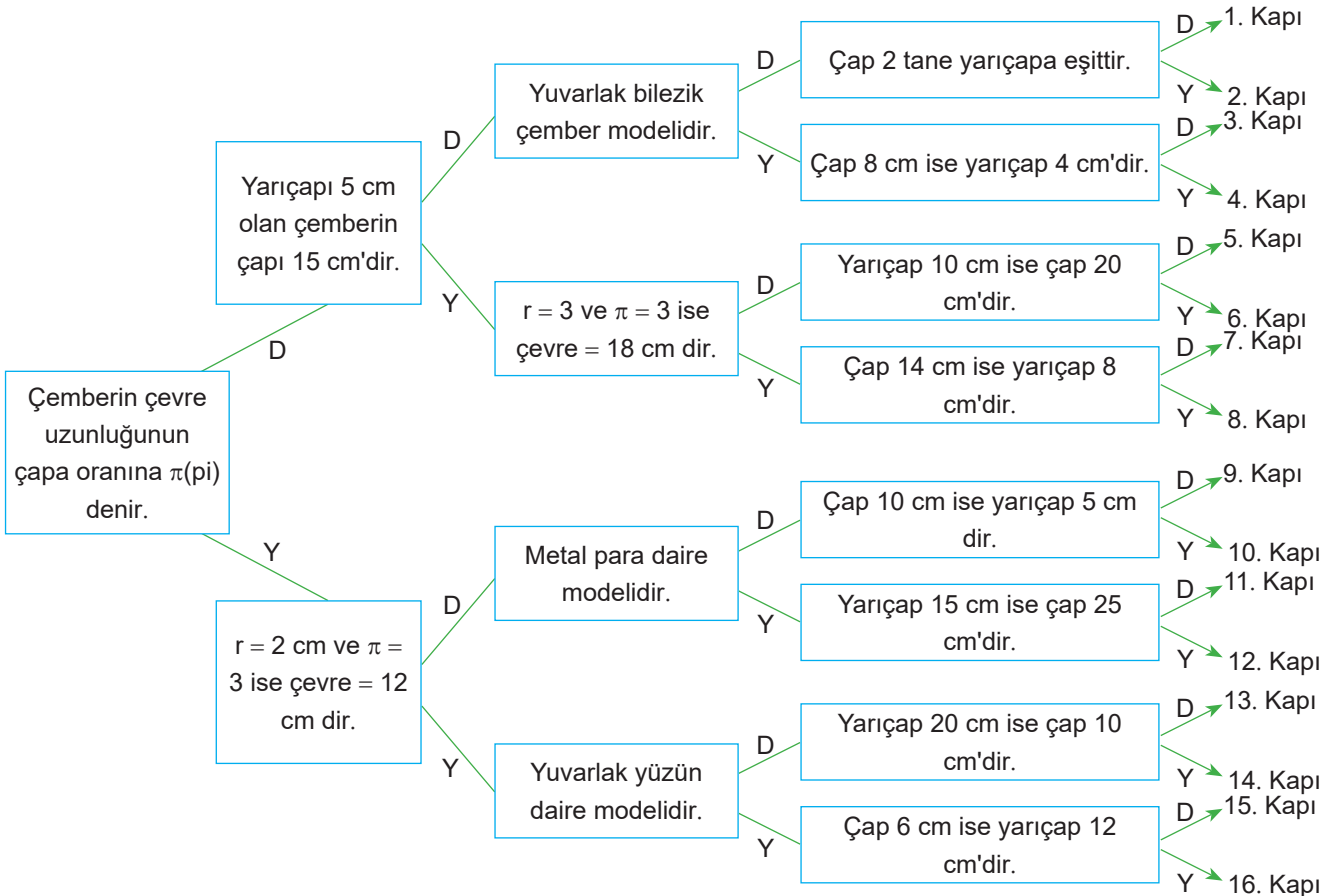 Çemberin çevre
uzunluğunun
çapa oranına π(pi)
denir.
D
Y
Yarıçapı 5 cm
olan çemberin
çapı 15 cm'dir.
D
Y
r = 2 cm ve π =
3 ise çevre = 12
cm dir.
D
Y
Yuvarlak bilezik
çember modelidir.
D
Y
r = 3 ve π = 3 ise
çevre = 18 cm dir.
D
Y
Metal para daire
modelidir.
D
Y
Yuvarlak yüzün
daire modelidir.
D
Y
Çap 2 tane yarıçapa eşittir.
D
1. Kapı
Y
2. Kapı
Çap 8 cm ise yarıçap 4 cm'dir.
D
3. Kapı
Y
4. Kapı
Yarıçap 10 cm ise çap 20
cm'dir.
D
5. Kapı
Y
6. Kapı
Çap 14 cm ise yarıçap 8
cm'dir.
D
7. Kapı
Y
8. Kapı
Çap 10 cm ise yarıçap 5 cm
dir.
D
9. Kapı
Y
10. Kapı
Yarıçap 15 cm ise çap 25
cm'dir.
D
11. Kapı
Y
12. Kapı
Yarıçap 20 cm ise çap 10
cm'dir.
D
13. Kapı
Y
14. Kapı
Çap 6 cm ise yarıçap 12
cm'dir.
D
15. Kapı
Y
16. Kapı